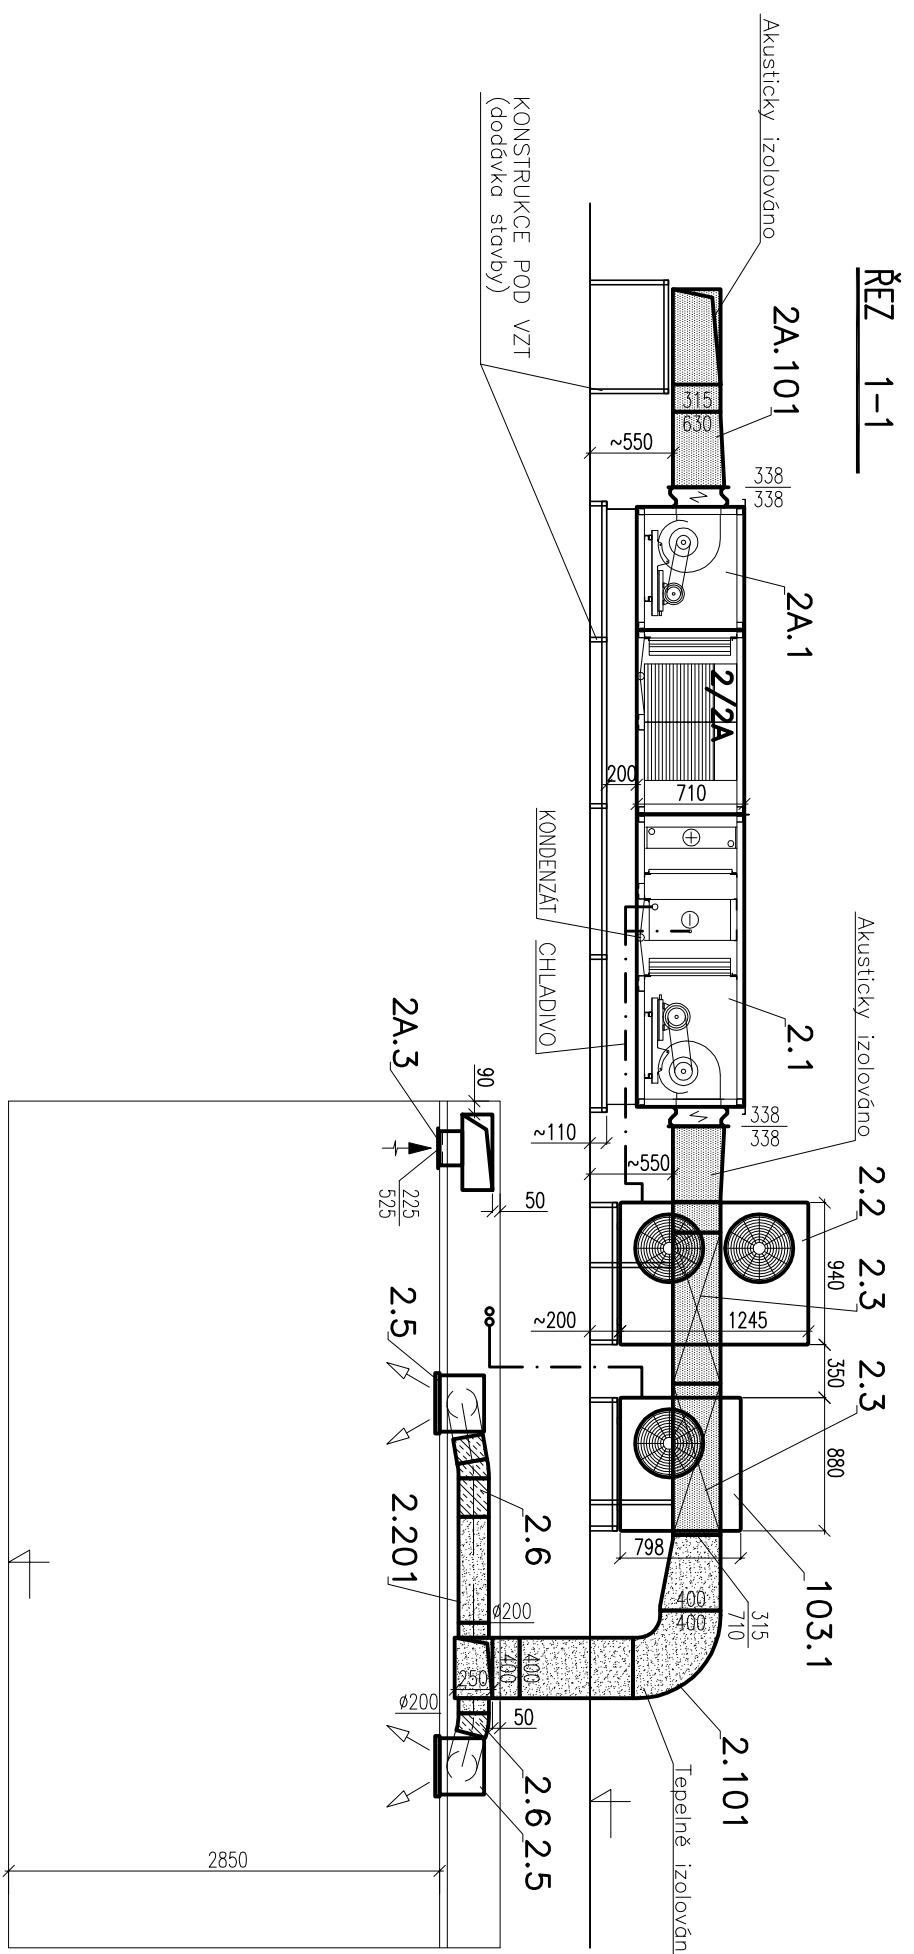 ŘEZ 1-1
Akusticky izolováno
2A.101
315
630
~550
338
338
KONSTRUKCE POD VZT
(dodávka stavby)
2A.1
2/2A
200
710
KONDENZÁT
CHLADIVO
2.1
Akusticky izolováno
338
338
~110
~550
2.2
2.3
2.3
940
350
880
1245
~200
798
103.1
315
710
400
400
2.101
Tepelně izolován
2A.3
90
225
525
50
2.5
2.6
2.201
ø200
400
400
250
ø200
50
2.6
2.5
2850